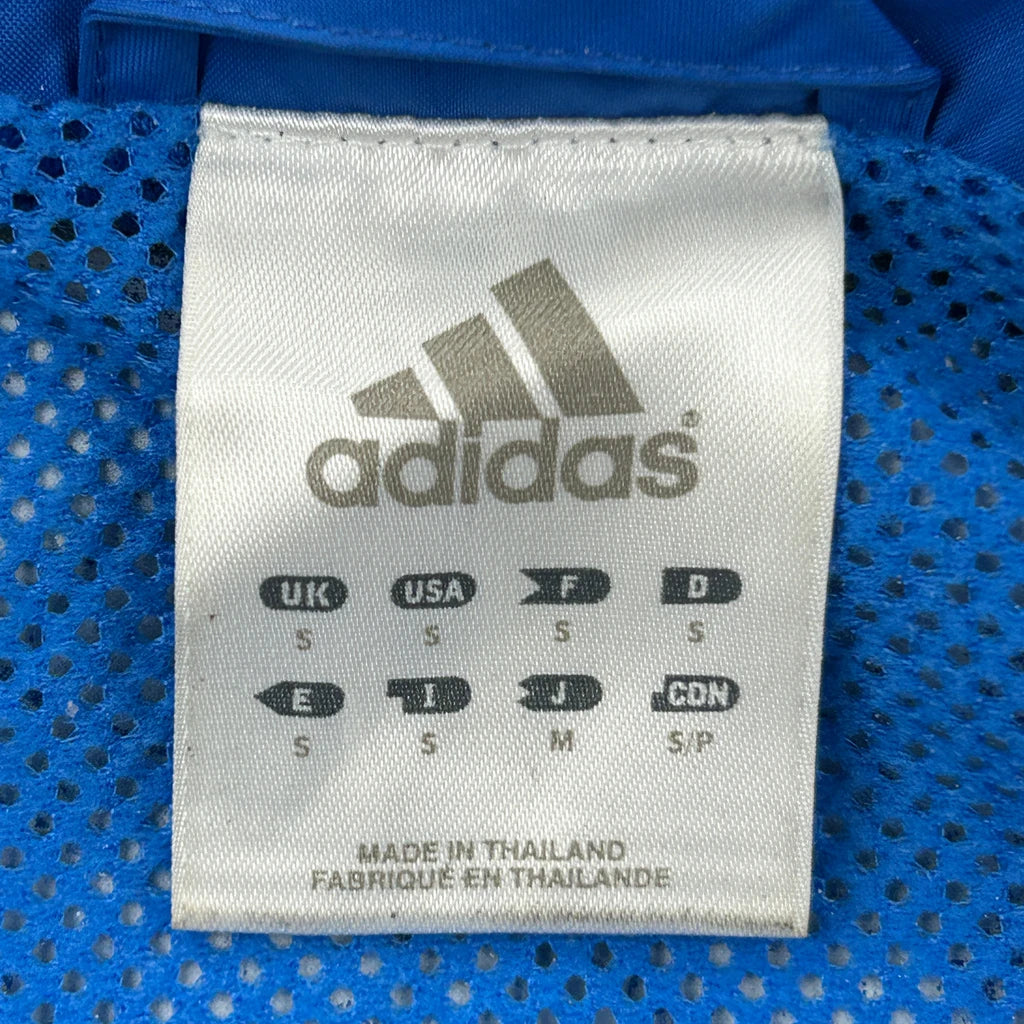 adidas®
UK USA F D
S S S S
E I J CDN
S S M S/P
MADE IN THAILAND
FABRIQUÉ EN THAILANDE